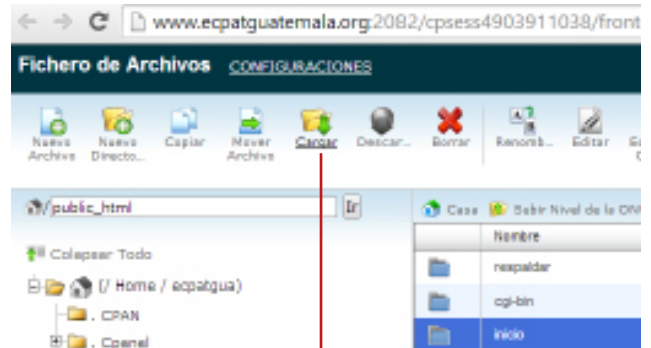 www.ecpatguatemala.org:2082/cpsess4903911038/front
Fichero de Archivos CONFIGURACIONES
Nuevo Archivo
Nuevo Directo...
Copiar
Mover Archivo
Cargar
Descar...
Borrar
Renomb...
Editar
/public_html Ir
Casa Subir Nivel de la
Nombre
Colapsar Todo
respaldar
(/ Home / ecpatgua)
cgi-bin
. CPAN
inicio
. Cpanel